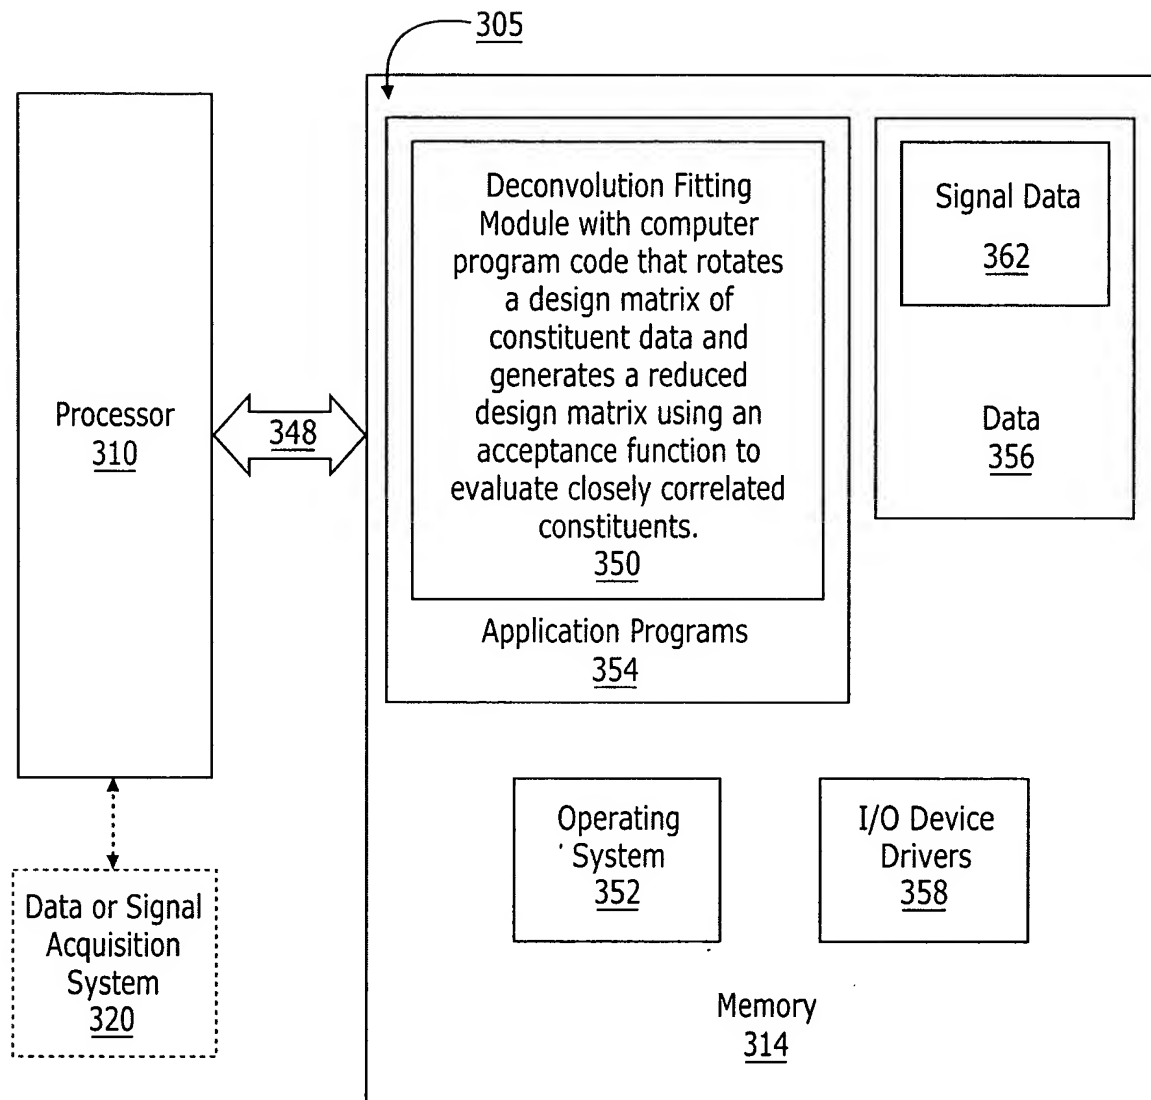 305
Processor
310
348
Deconvolution Fitting
Module with computer
program code that rotates
a design matrix of
constituent data and
generates a reduced
design matrix using an
acceptance function to
evaluate closely correlated
constituents.
350
Application Programs
354
Signal Data
362
Data
356
Operating
System
352
I/O Device
Drivers
358
Data or Signal
Acquisition
System
320
Memory
314